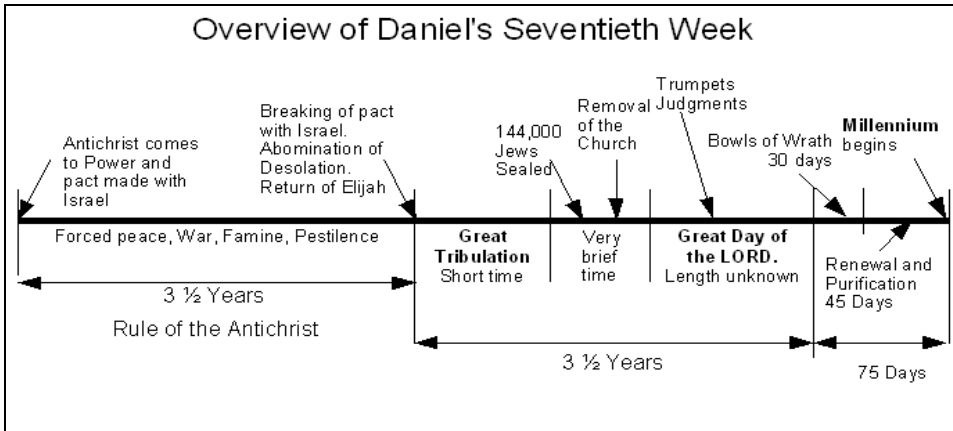 Overview of Daniel's Seventieth Week
Antichrist comes
to Power and
pact made with
Israel
Breaking of pact
with Israel.
Abomination of
Desolation.
Return of Elijah
144,000
Jews
Sealed
Removal
of the
Church
Trumpets
Judgments
Bowls of Wrath
30 days
Millennium
begins
Forced peace, War, Famine, Pestilence
Great
Tribulation
Short time
Very
brief
time
Great Day of
the LORD.
Length unknown
Renewal and
Purification
45 Days
3 ½ Years
Rule of the Antichrist
3 ½ Years
75 Days